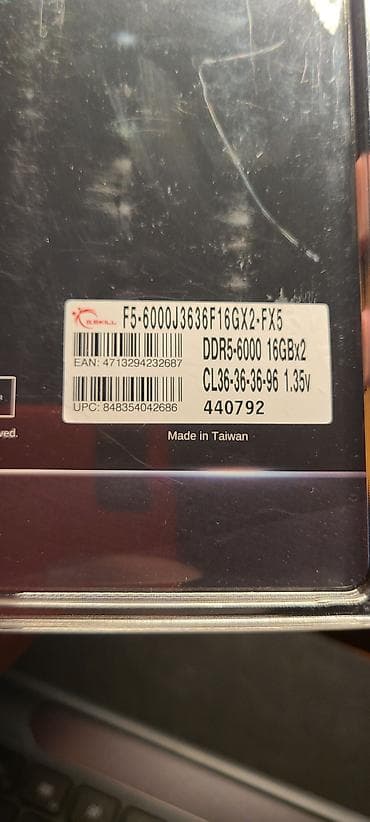 G.SKILL F5-6000J3636F16GX2-FX5
DDR5-6000 16GBx2
EAN: 4713294232687
CL36-36-36-96 1.35v
UPC: 848354042686
440792
Made in Taiwan